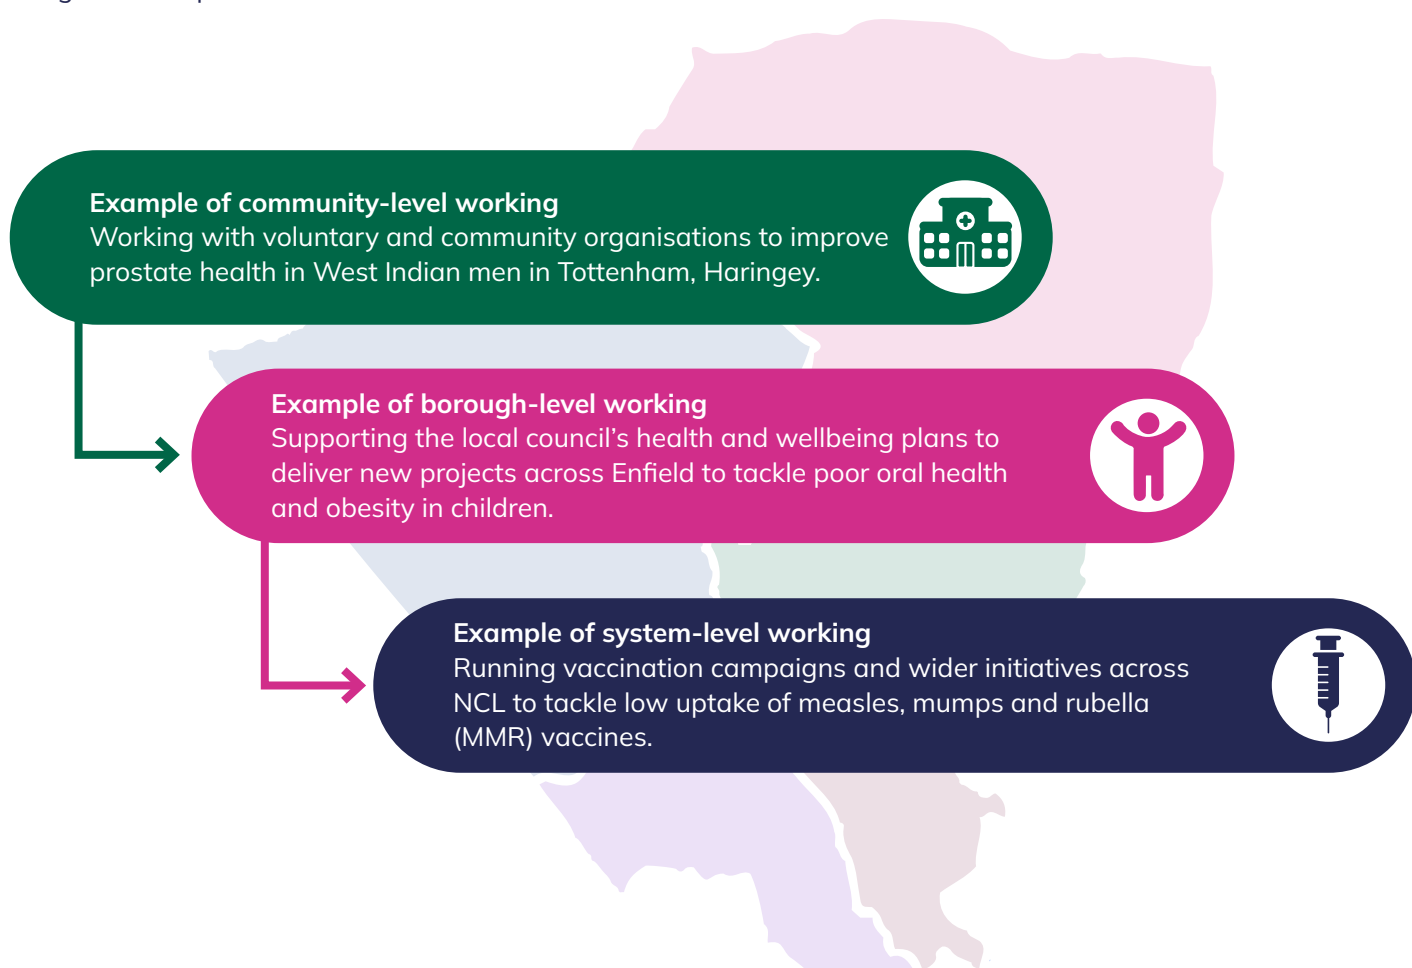 Example of community-level working
Working with voluntary and community organisations to improve
prostate health in West Indian men in Tottenham, Haringey.
Example of borough-level working
Supporting the local council’s health and wellbeing plans to
deliver new projects across Enfield to tackle poor oral health
and obesity in children.
Example of system-level working
Running vaccination campaigns and wider initiatives across
NCL to tackle low uptake of measles, mumps and rubella
(MMR) vaccines.